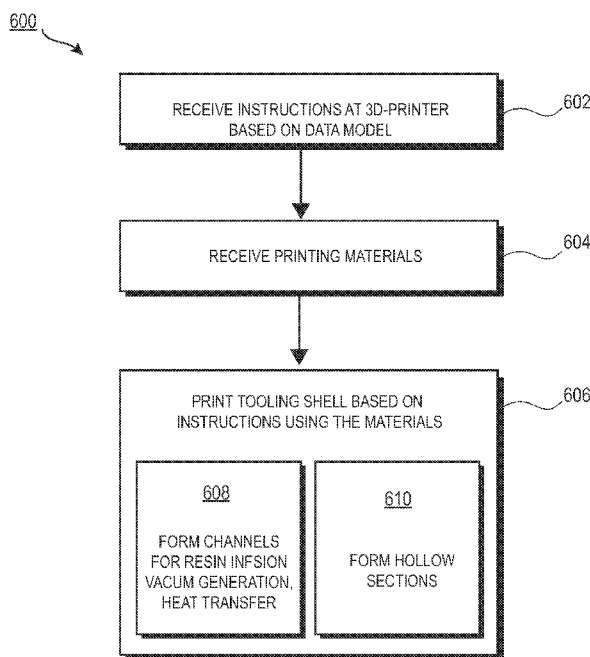 600
RECEIVE INSTRUCTIONS AT 3D-PRINTER
BASED ON DATA MODEL
602
RECEIVE PRINTING MATERIALS
604
PRINT TOOLING SHELL BASED ON
INSTRUCTIONS USING THE MATERIALS
606
608
FORM CHANNELS
FOR RESIN INFSION
VACUM GENERATION,
HEAT TRANSFER
610
FORM HOLLOW
SECTIONS